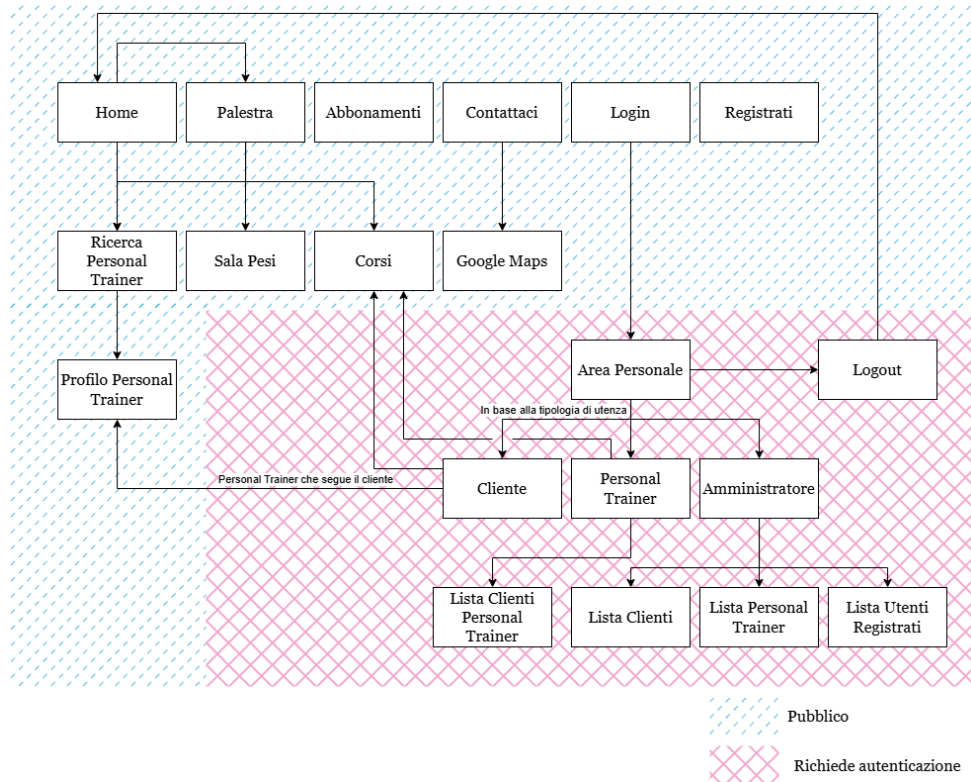 Home
Palestra
Abbonamenti
Contattaci
Login
Registrati
Ricerca
Personal
Trainer
Sala Pesi
Corsi
Google Maps
Profilo Personal
Trainer
Area Personale
Logout
In base alla tipologia di utenza
Personal Trainer che segue il cliente
Cliente
Personal
Trainer
Amministratore
Lista Clienti
Personal
Trainer
Lista Clienti
Lista Personal
Trainer
Lista Utenti
Registrati
Pubblico
Richiede autenticazione